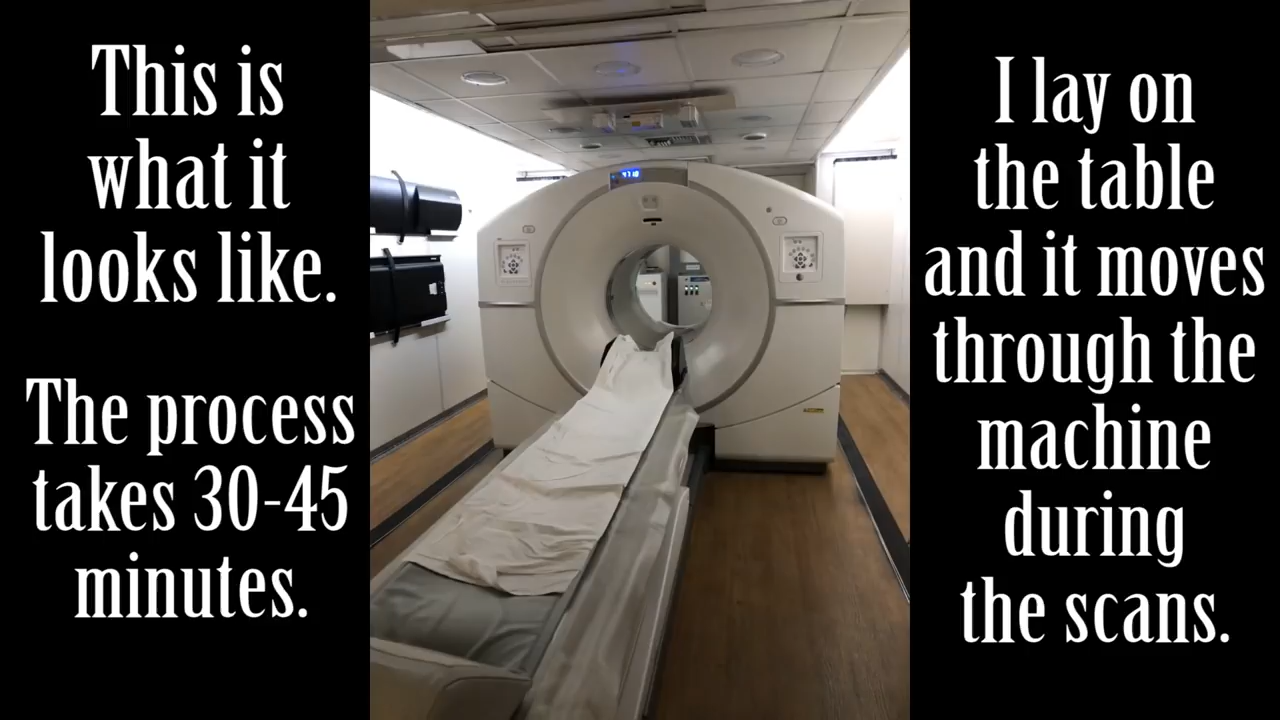 This is
what it
looks like.
The process
takes 30-45
minutes.
I lay on
the table
and it moves
through the
machine
during
the scans.